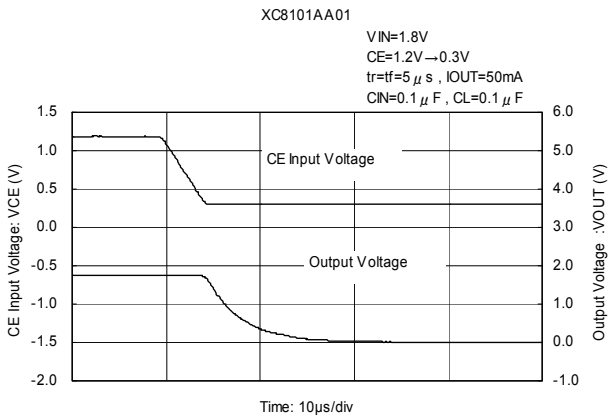 XC8101AA01
VIN=1.8V
CE=1.2V→0.3V
tr=tf=5μs , IOUT=50mA
CIN=0.1μF , CL=0.1μF
1.5
1.0
0.5
0.0
-0.5
-1.0
-1.5
-2.0
CE Input Voltage: VCE (V)
CE Input Voltage
Output Voltage
6.0
5.0
4.0
3.0
2.0
1.0
0.0
-1.0
Output Voltage :VOUT (V)
Time: 10μs/div